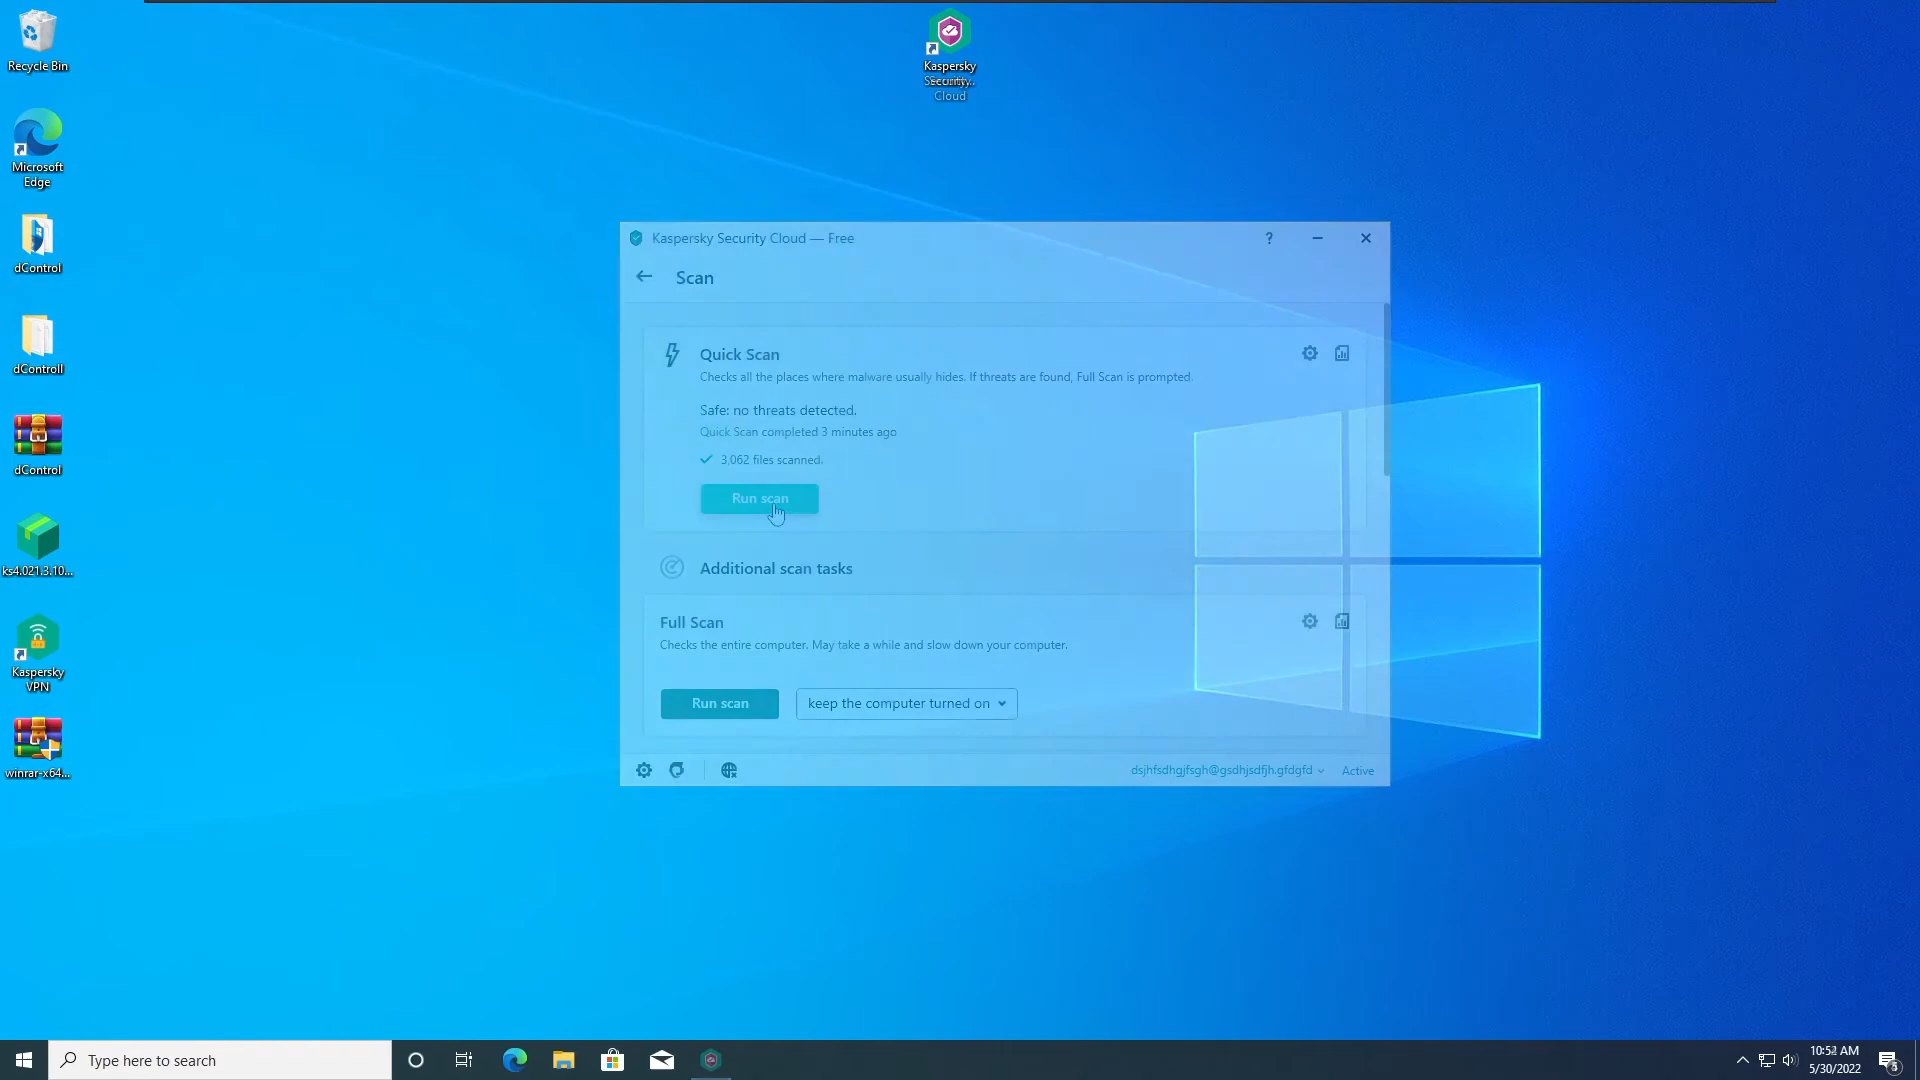 Recycle Bin
Microsoft
Edge
dControl
dControll
dControl
ks4.021.3.10...
Kaspersky
VPN
winrar-x64...
Kaspersky
Cloud
Kaspersky Security Cloud — Free
?
Scan
Quick Scan
Checks all the places where malware usually hides. If threats are found, Full Scan is prompted.
Safe: no threats detected.
Quick Scan completed 3 minutes ago
3,062 files scanned.
Run scan
Additional scan tasks
Full Scan
Checks the entire computer. May take a while and slow down your computer.
Run scan
keep the computer turned on
dsjhfsdhgjfsgh@gsdhjsdfjh.gfdgfd
Active
Type here to search
AM
5/30/2022